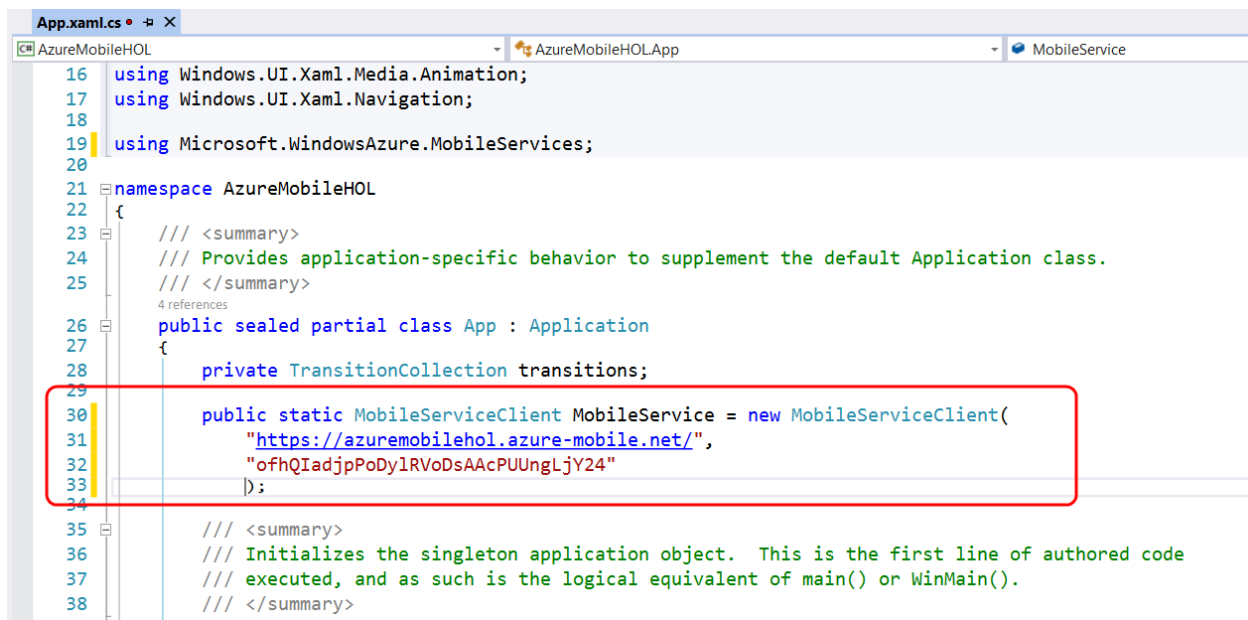 App.xaml.cs
C# AzureMobileHOL AzureMobileHOL.App MobileService
16 using Windows.UI.Xaml.Media.Animation;
17 using Windows.UI.Xaml.Navigation;
18
19 using Microsoft.WindowsAzure.MobileServices;
20
21 namespace AzureMobileHOL
22 {
23 /// <summary>
24 /// Provides application-specific behavior to supplement the default Application class.
25 /// </summary>
4 references
26 public sealed partial class App : Application
27 {
28 private TransitionCollection transitions;
29
30 public static MobileServiceClient MobileService = new MobileServiceClient(
31 "https://azuremobilehol.azure-mobile.net/",
32 "ofhQIadjpPoDylRVoDsAAcPUUngLjY24"
33 );
34
35 /// <summary>
36 /// Initializes the singleton application object.  This is the first line of authored code
37 /// executed, and as such is the logical equivalent of main() or WinMain().
38 /// </summary>